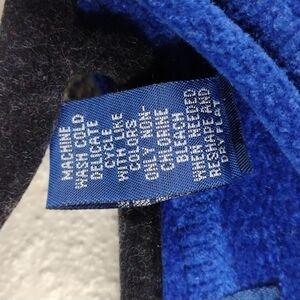 MACHINE
WASH COLD
DELICATE
CYCLE
WITH LIKE
COLORS.
ONLY NON-
CHLORINE
BLEACH
WHEN NEEDED
RESHAPE AND
DRY FLAT